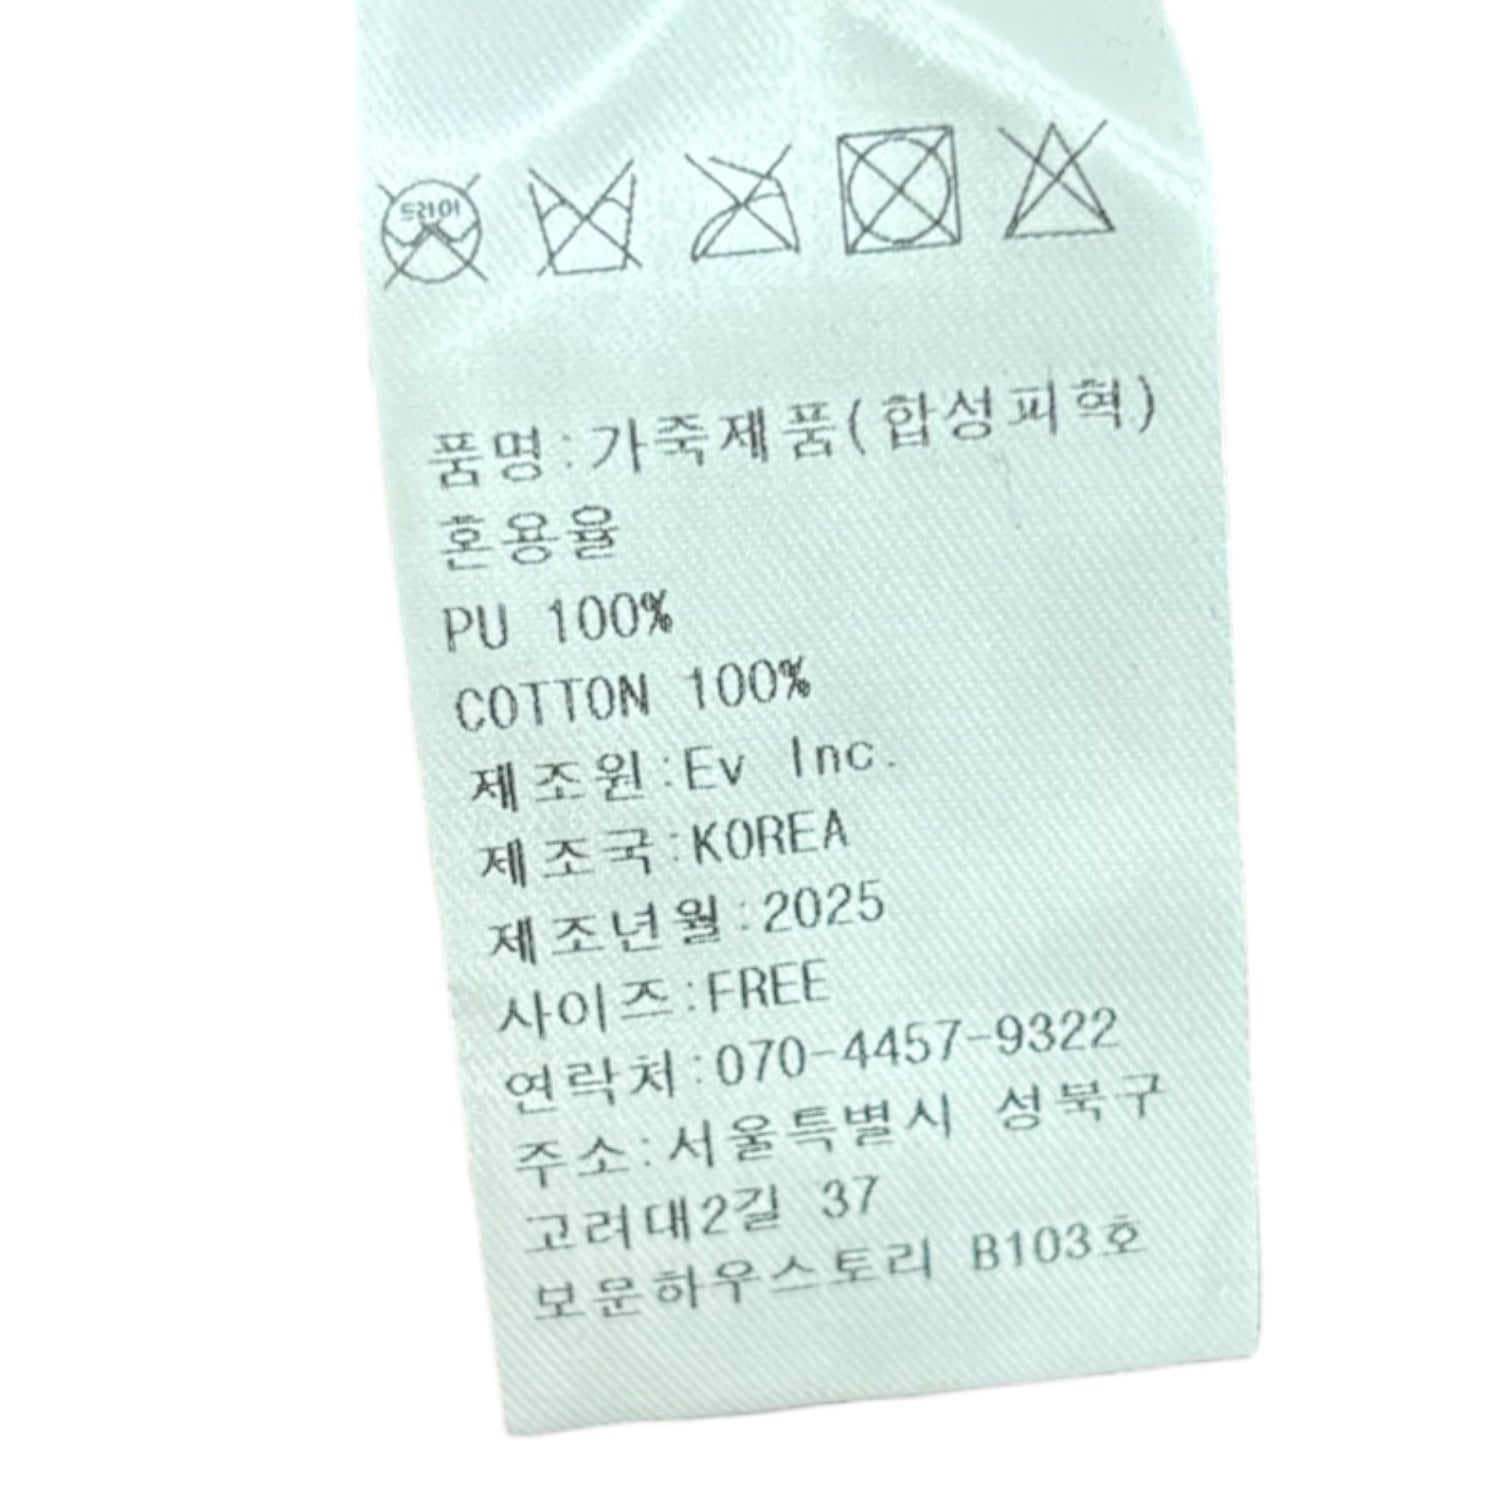 드라이
품명:가죽제품(합성피혁)
혼용율
PU 100%
COTTON 100%
제조원:Ev Inc.
제조국:KOREA
제조년월:2025
사이즈:FREE
연락처:070-4457-9322
주소:서울특별시 성북구
고려대2길 37
보문하우스토리 B103호